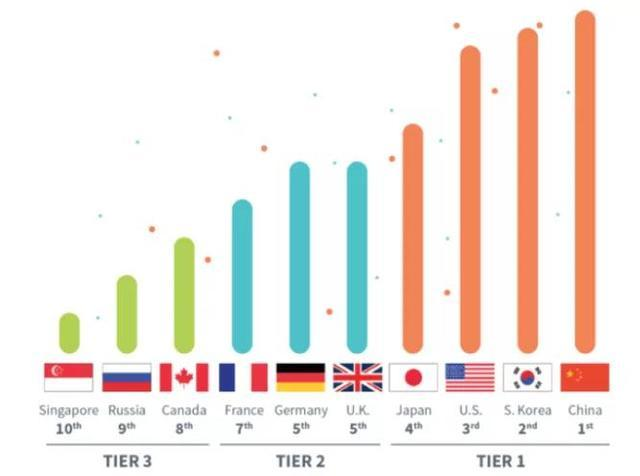 Singapore Russia Canada France Germany U.K. Japan U.S. S. Korea China
10th 9th 8th 7th 5th 5th 4th 3rd 2nd 1st
TIER 3 TIER 2 TIER 1